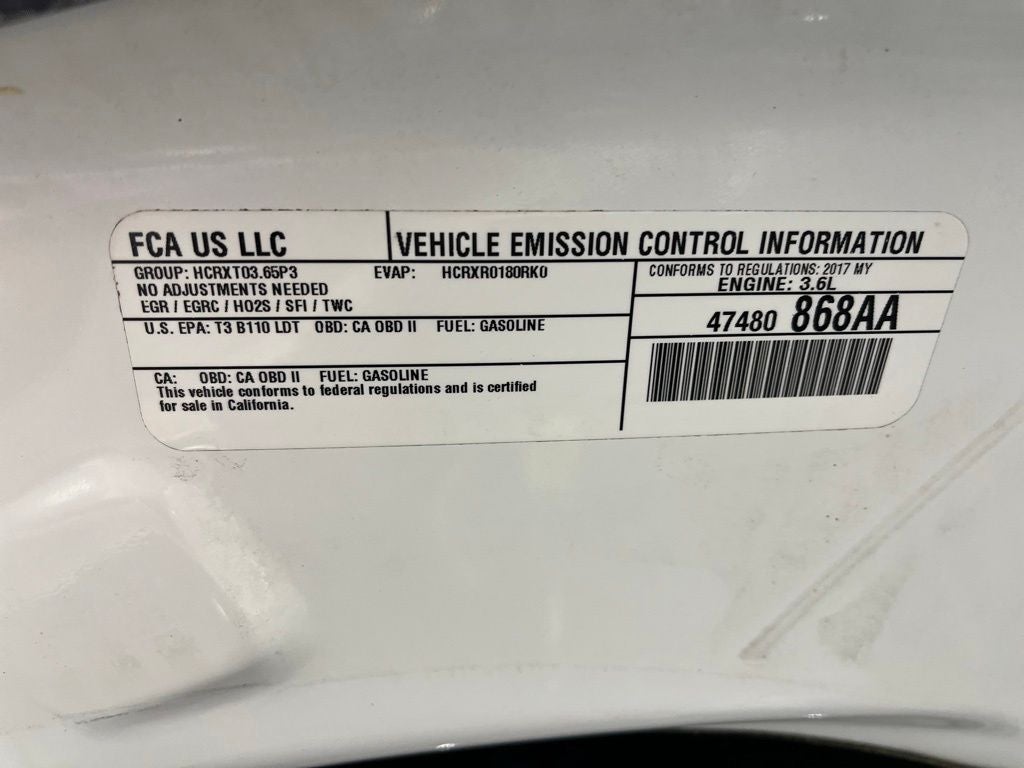 FCA US LLC
VEHICLE EMISSION CONTROL INFORMATION
GROUP: HCRXT03.65P3 EVAP: HCRXR0180RK0
NO ADJUSTMENTS NEEDED
EGR / EGRC / HO2S / SFI / TWC
CONFORMS TO REGULATIONS: 2017 MY
ENGINE: 3.6L
47480 868AA
U.S. EPA: T3 B110 LDT OBD: CA OBD II FUEL: GASOLINE
CA: OBD: CA OBD II FUEL: GASOLINE
This vehicle conforms to federal regulations and is certified
for sale in California.